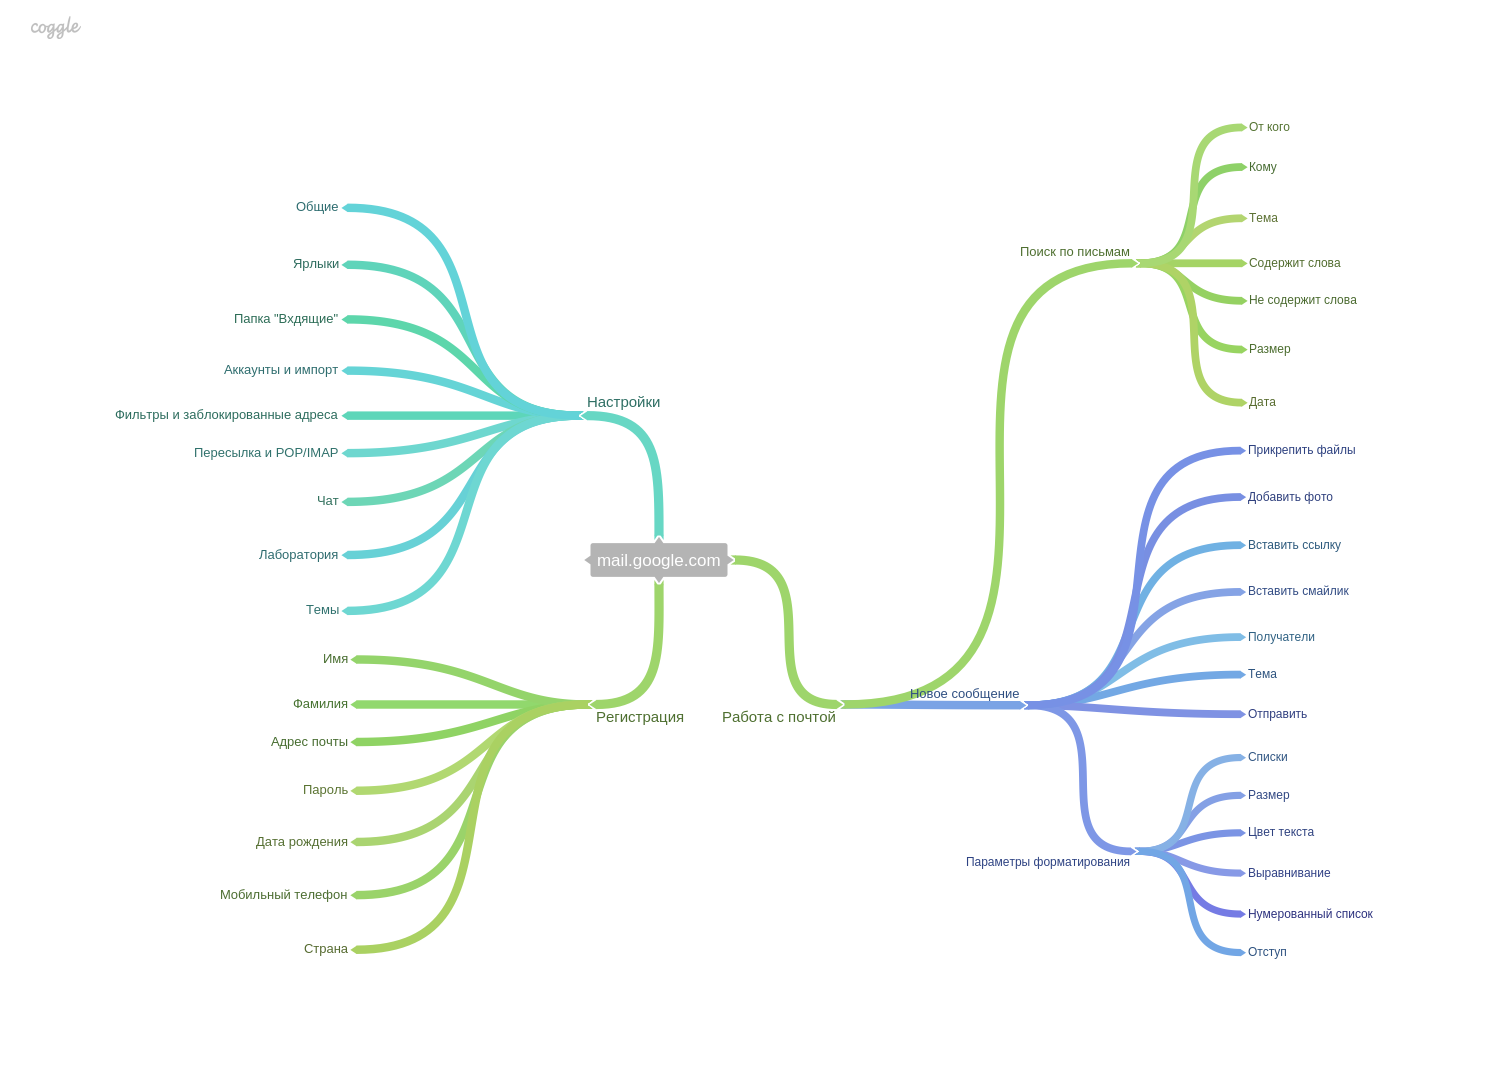 coggle
mail.google.com
Настройки
Общие
Ярлыки
Папка "Вхдящие"
Аккаунты и импорт
Фильтры и заблокированные адреса
Пересылка и POP/IMAP
Чат
Лаборатория
Темы
Регистрация
Имя
Фамилия
Адрес почты
Пароль
Дата рождения
Мобильный телефон
Страна
Работа с почтой
Поиск по письмам
От кого
Кому
Тема
Содержит слова
Не содержит слова
Размер
Дата
Новое сообщение
Прикрепить файлы
Добавить фото
Вставить ссылку
Вставить смайлик
Получатели
Тема
Отправить
Параметры форматирования
Списки
Размер
Цвет текста
Выравнивание
Нумерованный список
Отступ